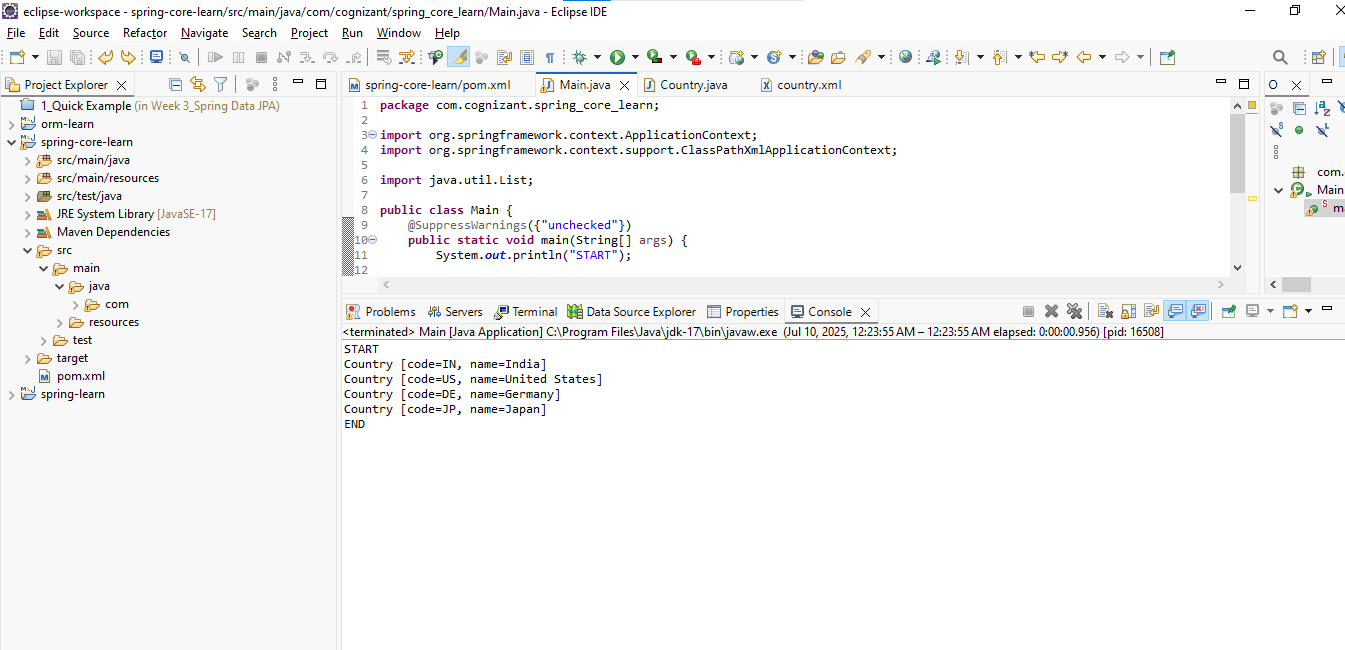 eclipse-workspace - spring-core-learn/src/main/java/com/cognizant/spring_core_learn/Main.java - Eclipse IDE
File Edit Source Refactor Navigate Search Project Run Window Help
Project Explorer
1_Quick Example (in Week 3_Spring Data JPA)
orm-learn
spring-core-learn
src/main/java
src/main/resources
src/test/java
JRE System Library [JavaSE-17]
Maven Dependencies
src
main
java
com
resources
test
target
pom.xml
spring-learn
spring-core-learn/pom.xml Main.java Country.java country.xml
1 package com.cognizant.spring_core_learn;
2
3 import org.springframework.context.ApplicationContext;
4 import org.springframework.context.support.ClassPathXmlApplicationContext;
5
6 import java.util.List;
7
8 public class Main {
9 @SuppressWarnings({"unchecked"})
10 public static void main(String[] args) {
11 System.out.println("START");
12
O
com.
Main
m
Problems Servers Terminal Data Source Explorer Properties Console
<terminated> Main [Java Application] C:\Program Files\Java\jdk-17\bin\javaw.exe (Jul 10, 2025, 12:23:55 AM – 12:23:55 AM elapsed: 0:00:00.956) [pid: 16508]
START
Country [code=IN, name=India]
Country [code=US, name=United States]
Country [code=DE, name=Germany]
Country [code=JP, name=Japan]
END